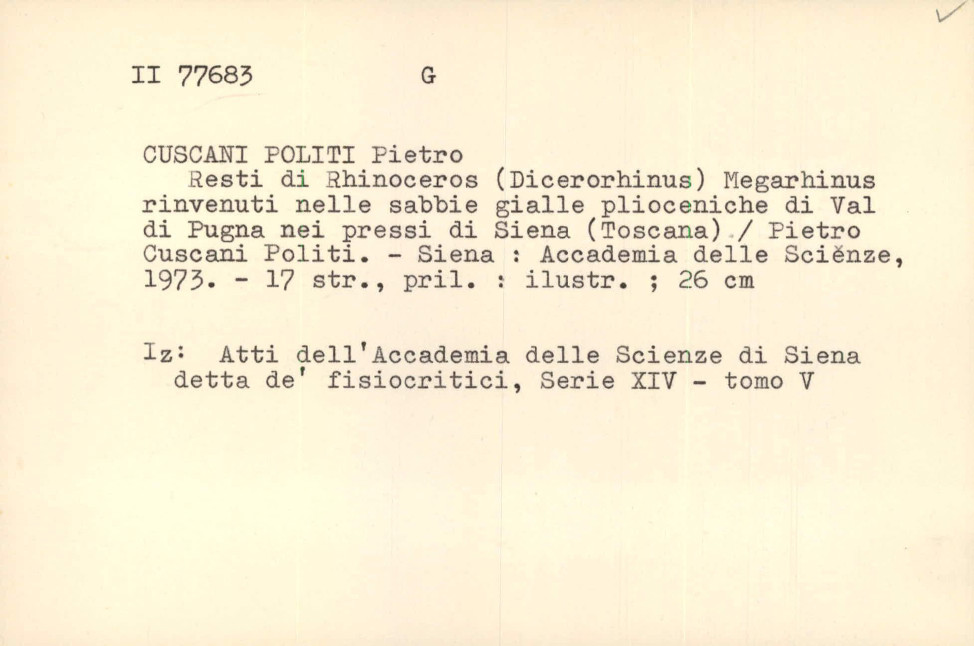 II 77683 G
CUSCANI POLITI Pietro
Resti di Rhinoceros (Dicerorhinus) Megarhinus
rinvenuti nelle sabbie gialle plioceniche di Val
di Pugna nei pressi di Siena (Toscana) / Pietro
Cuscani Politi. - Siena : Accademia delle Scienze,
1973. - 17 str., pril. : ilustr. ; 26 cm
Iz: Atti dell'Accademia delle Scienze di Siena
detta de' fisiocritici, Serie XIV - tomo V